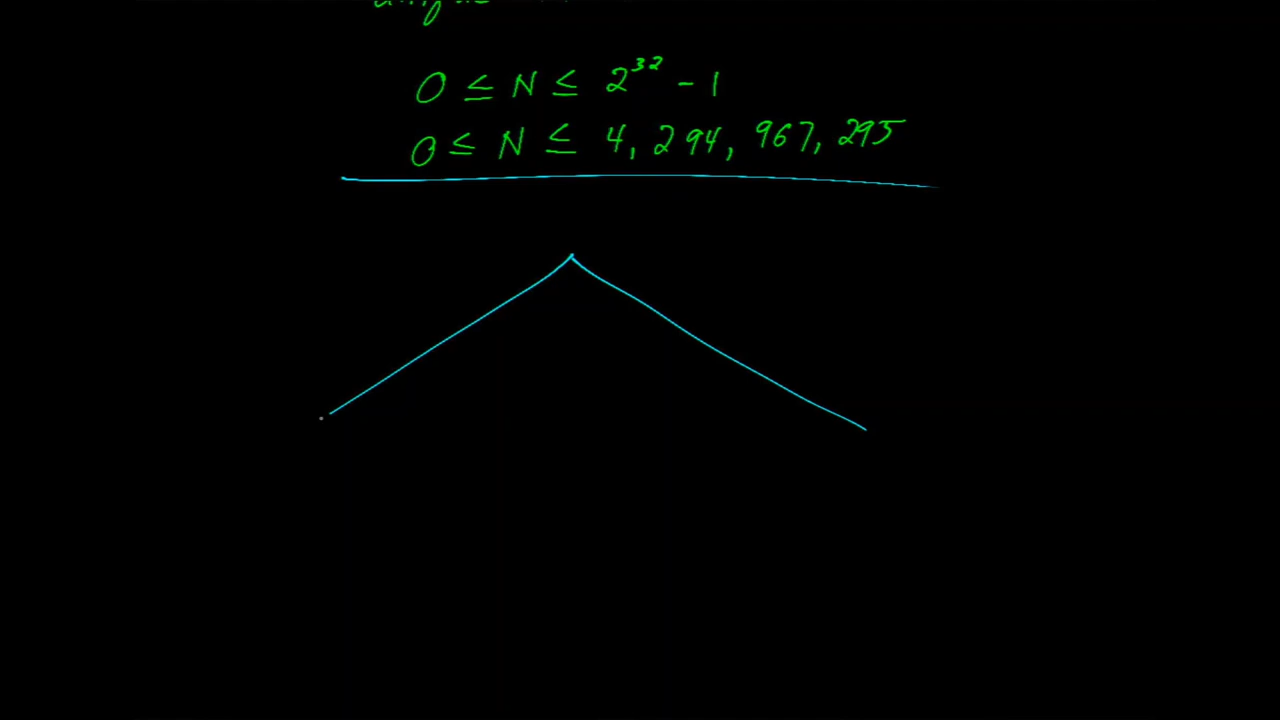 0 ≤ N ≤ 2³² - 1
0 ≤ N ≤ 4, 294, 967, 295